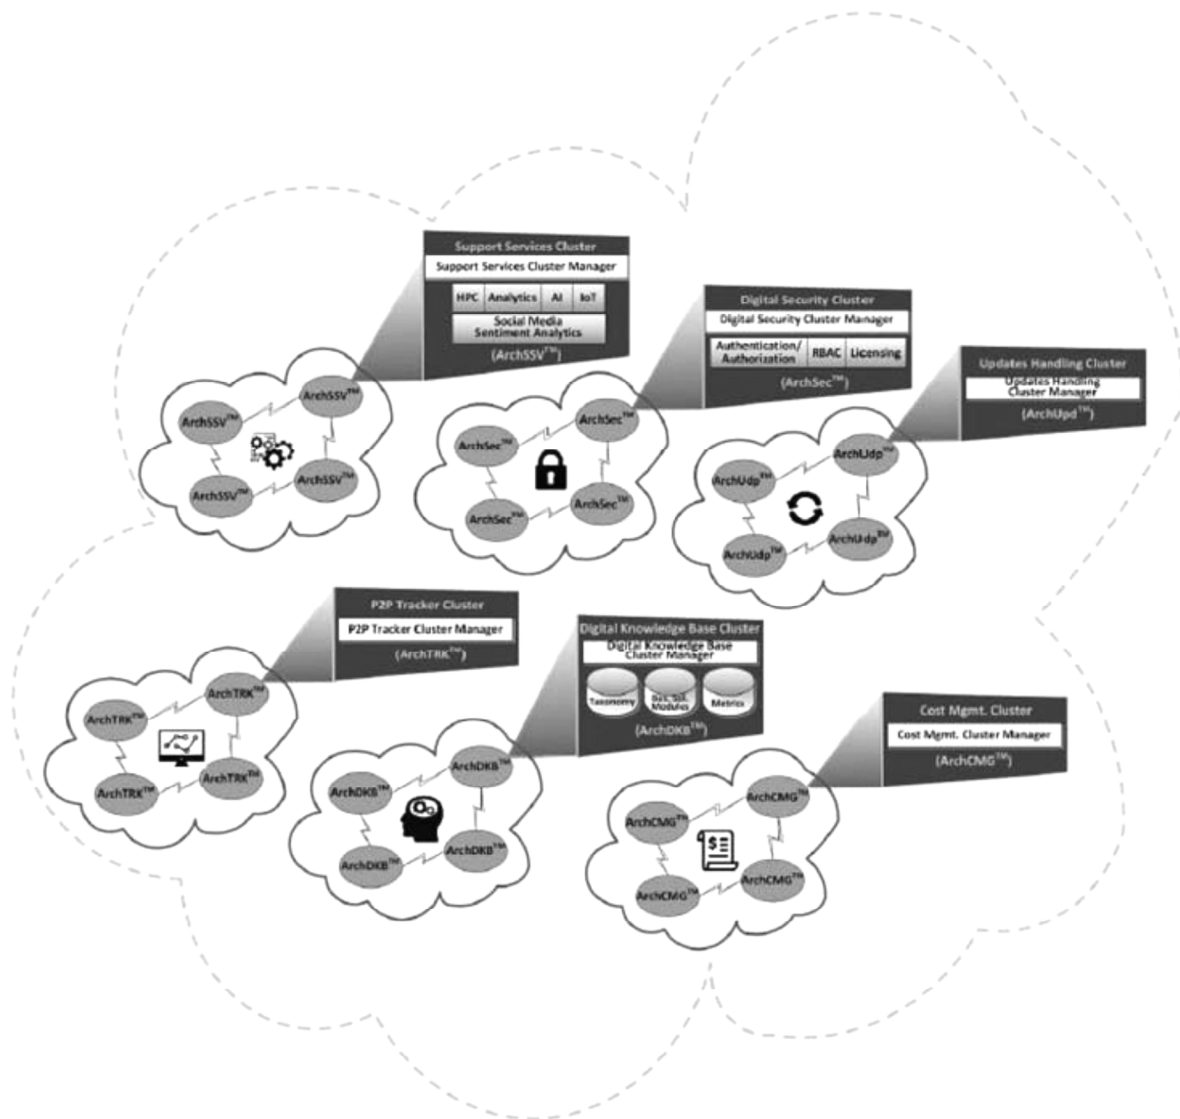 Support Services Cluster
Support Services Cluster Manager
HPC Analytics AI IoT
Social Media
Sentiment Analytics
(ArchSSV™)
Digital Security Cluster
Digital Security Cluster Manager
Authentication/
Authorization
RBAC Licensing
(ArchSec™)
Updates Handling Cluster
Updates Handling
Cluster Manager
(ArchUpd™)
ArchSSV™
ArchSSV™
ArchSSV™
ArchSSV™
ArchSec™
ArchSec™
ArchSec™
ArchSec™
ArchUdp™
ArchUdp™
ArchUdp™
ArchUdp™
P2P Tracker Cluster
P2P Tracker Cluster Manager
(ArchTRK™)
Digital Knowledge Base Cluster
Digital Knowledge Base
Cluster Manager
Taxonomy
Modules
Metrics
(ArchDKB™)
Cost Mgmt. Cluster
Cost Mgmt. Cluster Manager
(ArchCMG™)
ArchTRK™
ArchTRK™
ArchTRK™
ArchTRK™
ArchDKB™
ArchDKB™
ArchDKB™
ArchDKB™
ArchCMG™
ArchCMG™
$
ArchCMG™
ArchCMG™